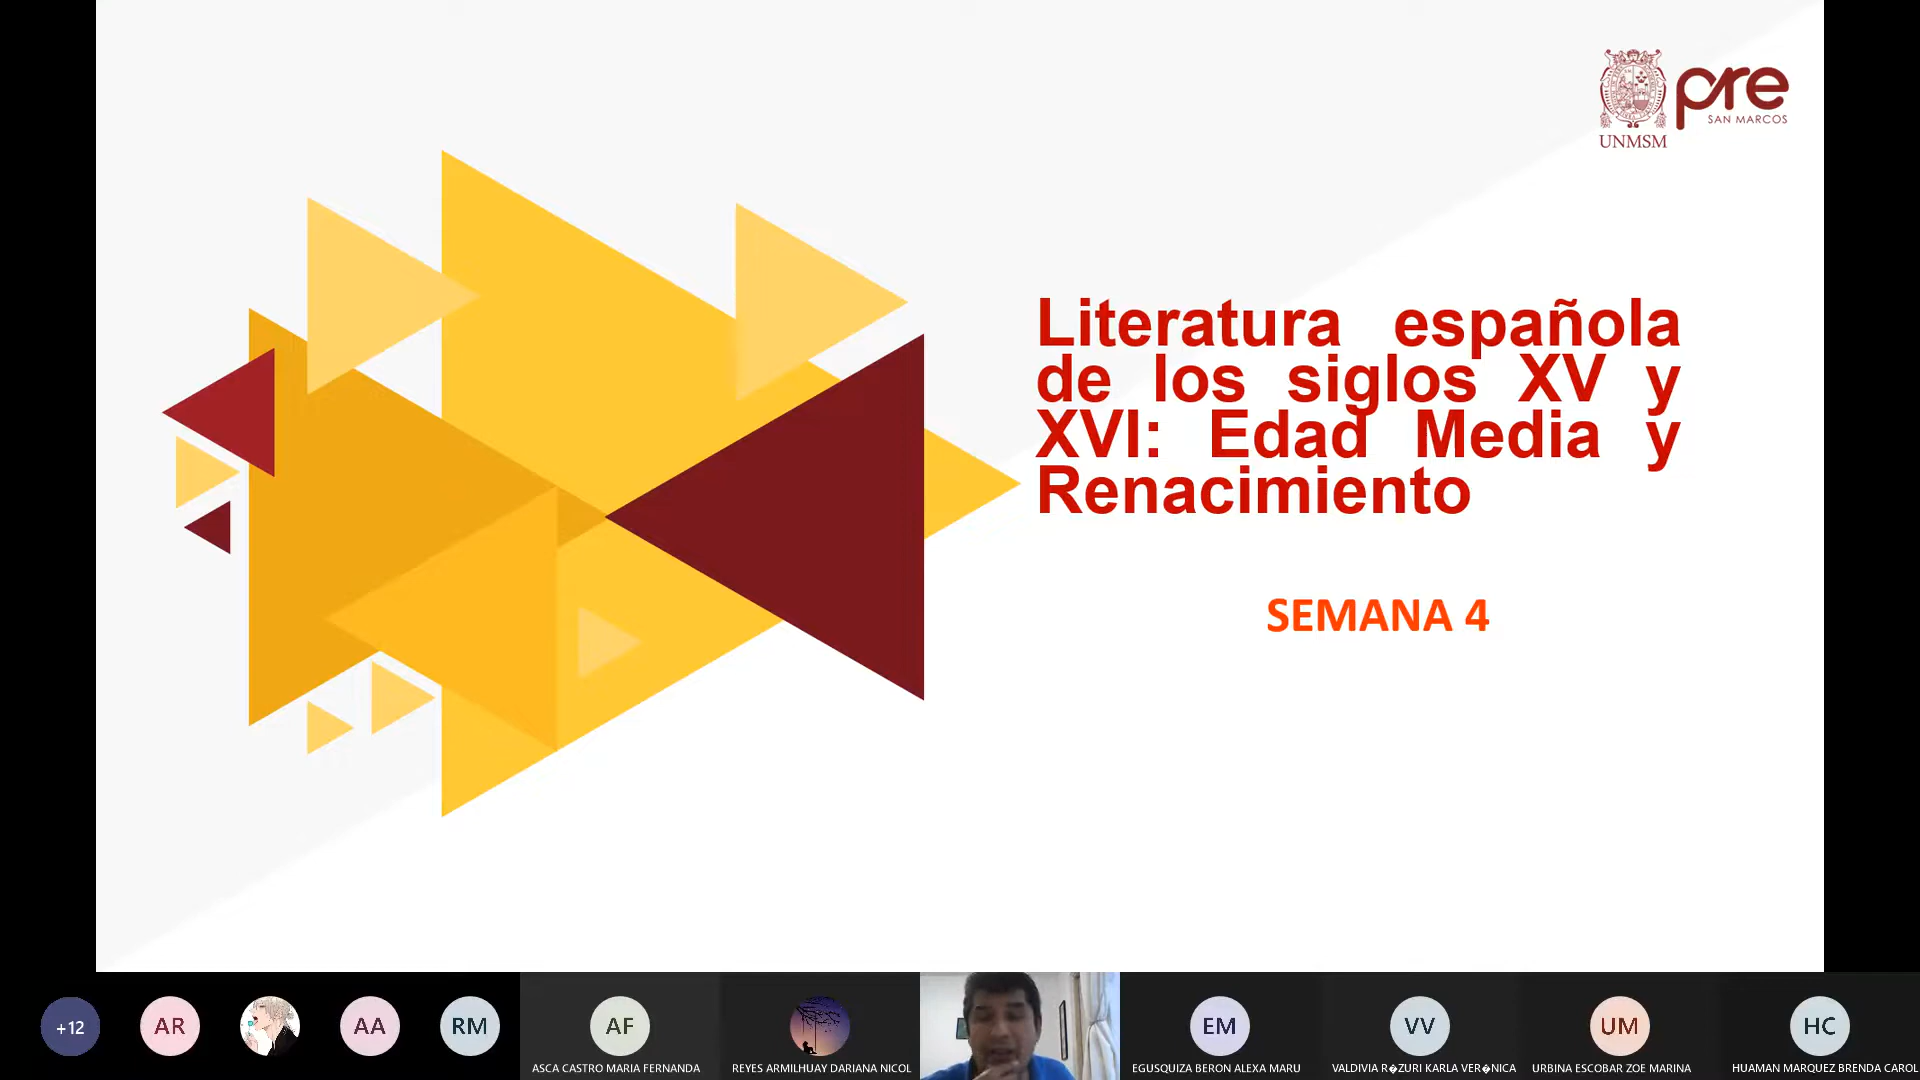 pre
SAN MARCOS
UNMSM
Literatura española
de los siglos XV y
XVI: Edad Media y
Renacimiento
SEMANA 4
+12
AR
AA
RM
AF
EM
VV
UM
HC
ASCA CASTRO MARIA FERNANDA
REYES ARMILHUAY DARIANA NICOL
EGUSQUIZA BERON ALEXA MARU
VALDIVIA R�ZURI KARLA VER�NICA
URBINA ESCOBAR ZOE MARINA
HUAMAN MARQUEZ BRENDA CAROL